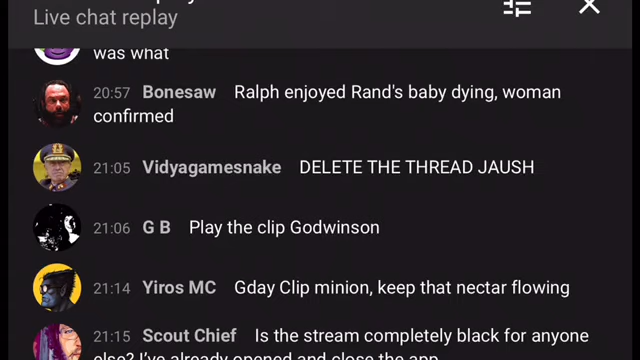 Live chat replay
was what
20:57 Bonesaw Ralph enjoyed Rand's baby dying, woman
confirmed
21:05 Vidyagamesnake DELETE THE THREAD JAUSH
21:06 G B Play the clip Godwinson
21:14 Yiros MC Gday Clip minion, keep that nectar flowing
21:15 Scout Chief Is the stream completely black for anyone
else? I've already opened and close the app